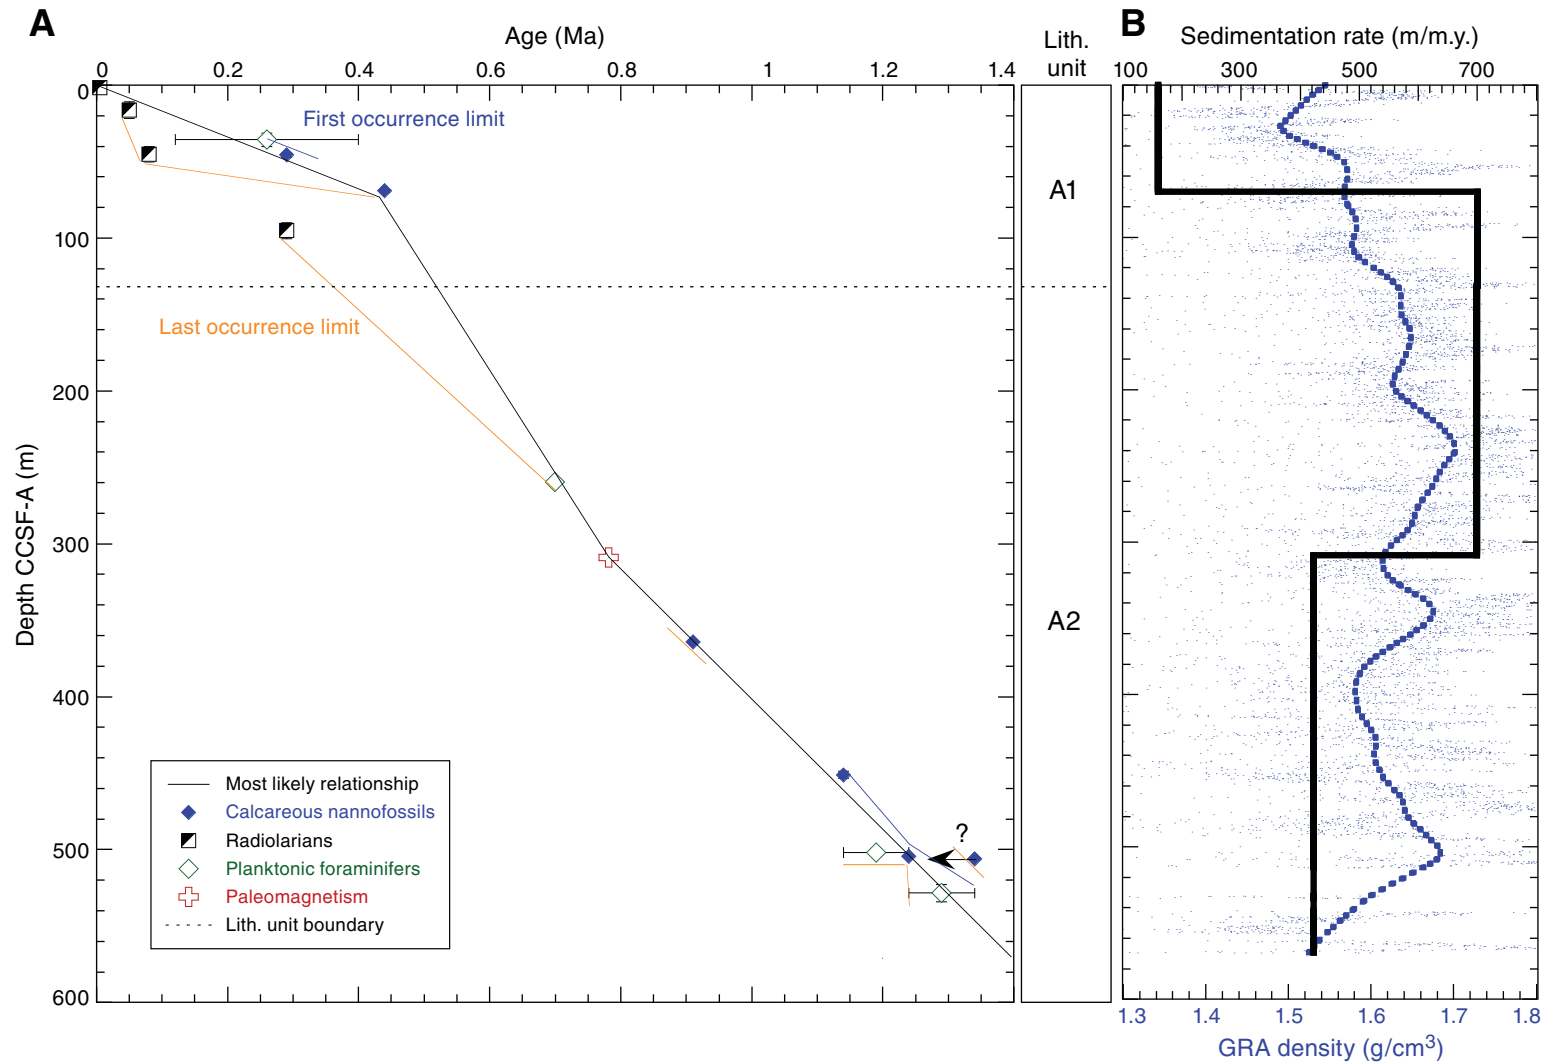 A
Age (Ma)
0
0.2
0.4
0.6
0.8
1
1.2
1.4
Lith.
unit
B
Sedimentation rate (m/m.y.)
100
300
500
700
0
100
200
300
400
500
600
Depth CCSF-A (m)
First occurrence limit
Last occurrence limit
?
A1
A2
Most likely relationship
Calcareous nannofossils
Radiolarians
Planktonic foraminifers
Paleomagnetism
Lith. unit boundary
1.3
1.4
1.5
1.6
1.7
1.8
GRA density (g/cm³)